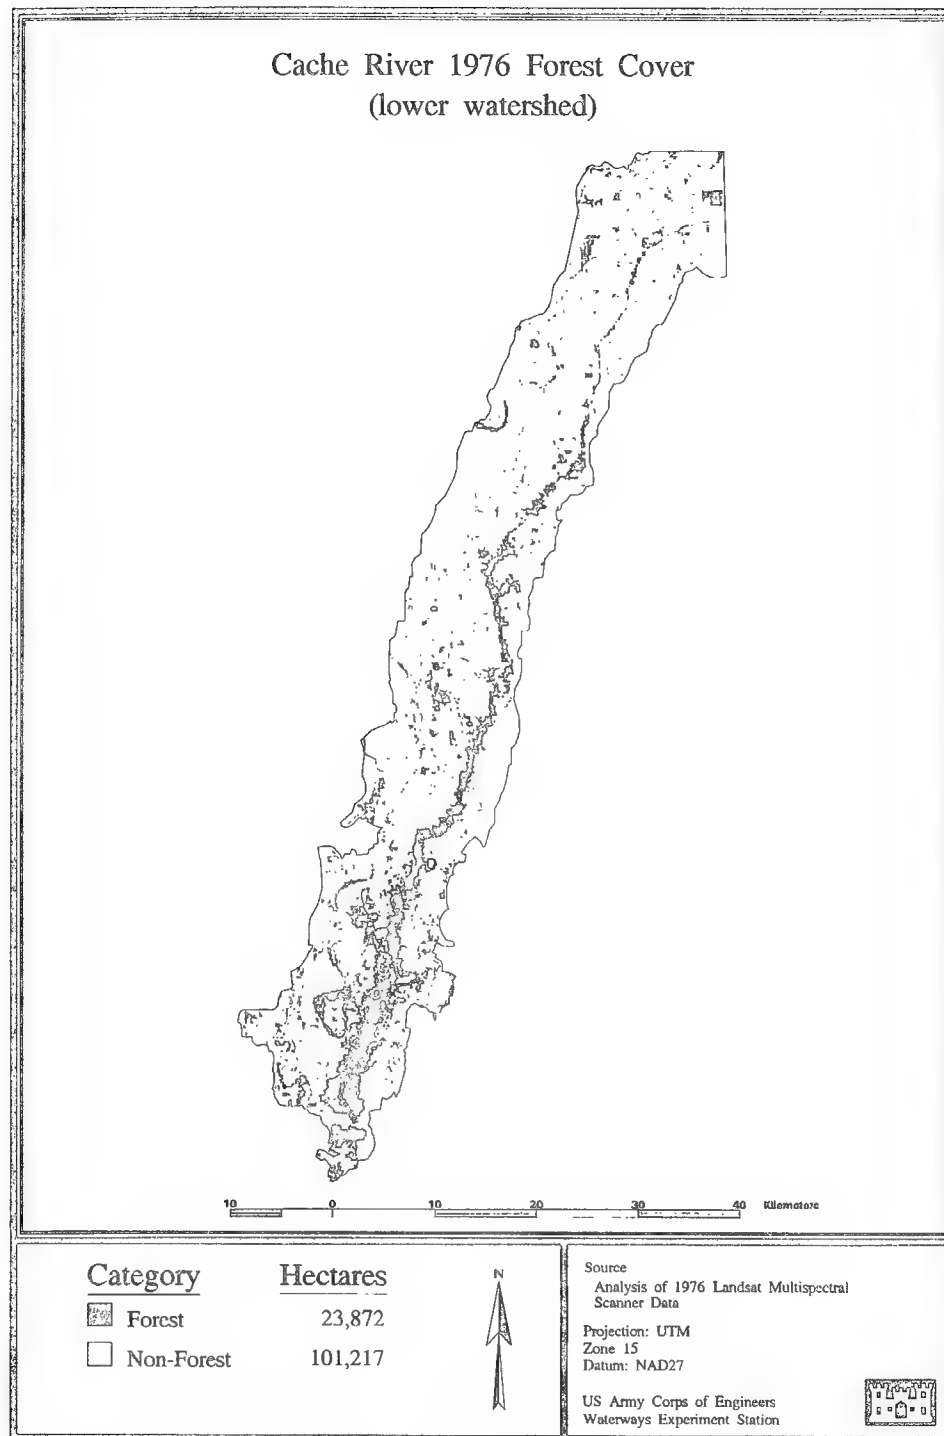 Cache River 1976 Forest Cover
(lower watershed)
10 0 10 20 30 40 Kilometers
Category Hectares
Forest 23,872
Non-Forest 101,217
N
Source
Analysis of 1976 Landsat Multispectral
Scanner Data
Projection: UTM
Zone 15
Datum: NAD27
US Army Corps of Engineers
Waterways Experiment Station